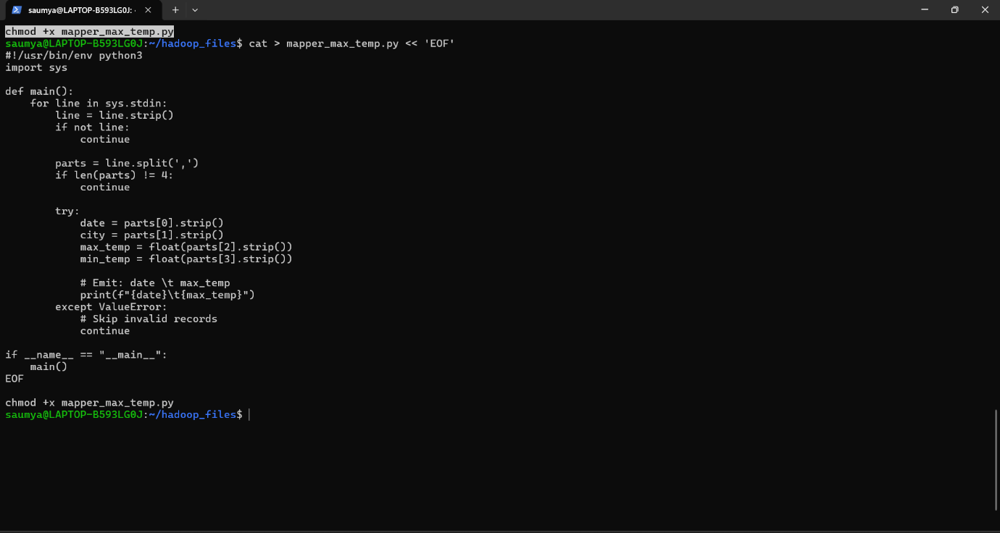 saumya@LAPTOP-B593LG0J: ~
chmod +x mapper_max_temp.py
saumya@LAPTOP-B593LG0J:~/hadoop_files$ cat > mapper_max_temp.py << 'EOF'
#!/usr/bin/env python3
import sys

def main():
    for line in sys.stdin:
        line = line.strip()
        if not line:
            continue

        parts = line.split(',')
        if len(parts) != 4:
            continue

        try:
            date = parts[0].strip()
            city = parts[1].strip()
            max_temp = float(parts[2].strip())
            min_temp = float(parts[3].strip())

            # Emit: date \t max_temp
            print(f"{date}\t{max_temp}")
        except ValueError:
            # Skip invalid records
            continue

if __name__ == "__main__":
    main()
EOF

chmod +x mapper_max_temp.py
saumya@LAPTOP-B593LG0J:~/hadoop_files$